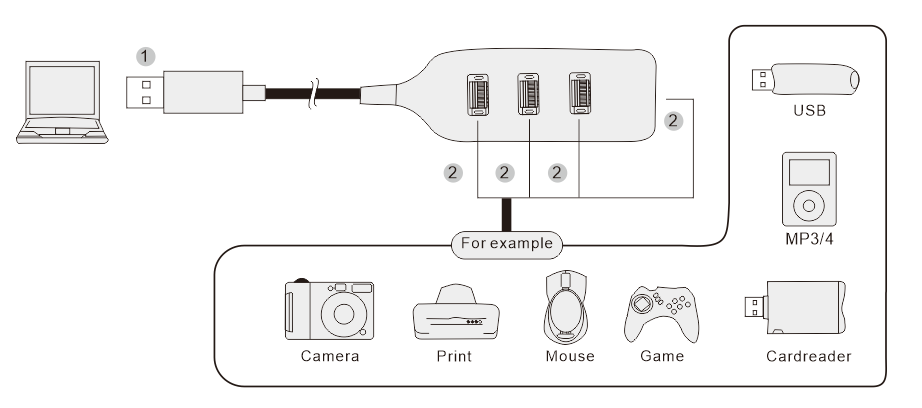 1
2
2 2 2
For example
USB
MP3/4
Camera Print Mouse Game Cardreader